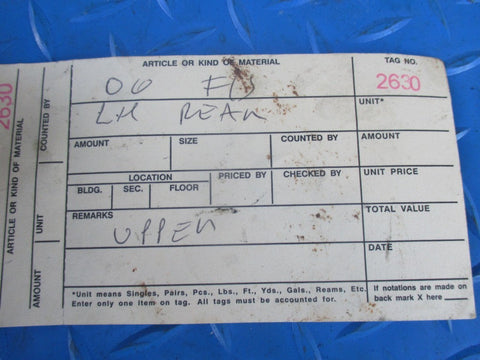 ARTICLE OR KIND OF MATERIAL
TAG NO.
06
2630
LH REAR
UNIT*
AMOUNT
SIZE
COUNTED BY
AMOUNT
LOCATION
PRICED BY
CHECKED BY
UNIT PRICE
BLDG.
SEC.
FLOOR
REMARKS
TOTAL VALUE
UPPER
DATE
*Unit means Singles, Pairs, Pcs., Lbs., Ft., Yds., Gals., Reams, Etc.
Enter only one item on tag. All tags must be accounted for.
If notations are made on
back mark X here
2630
ARTICLE OR KIND OF MATERIAL
COUNTED BY
UNIT
AMOUNT